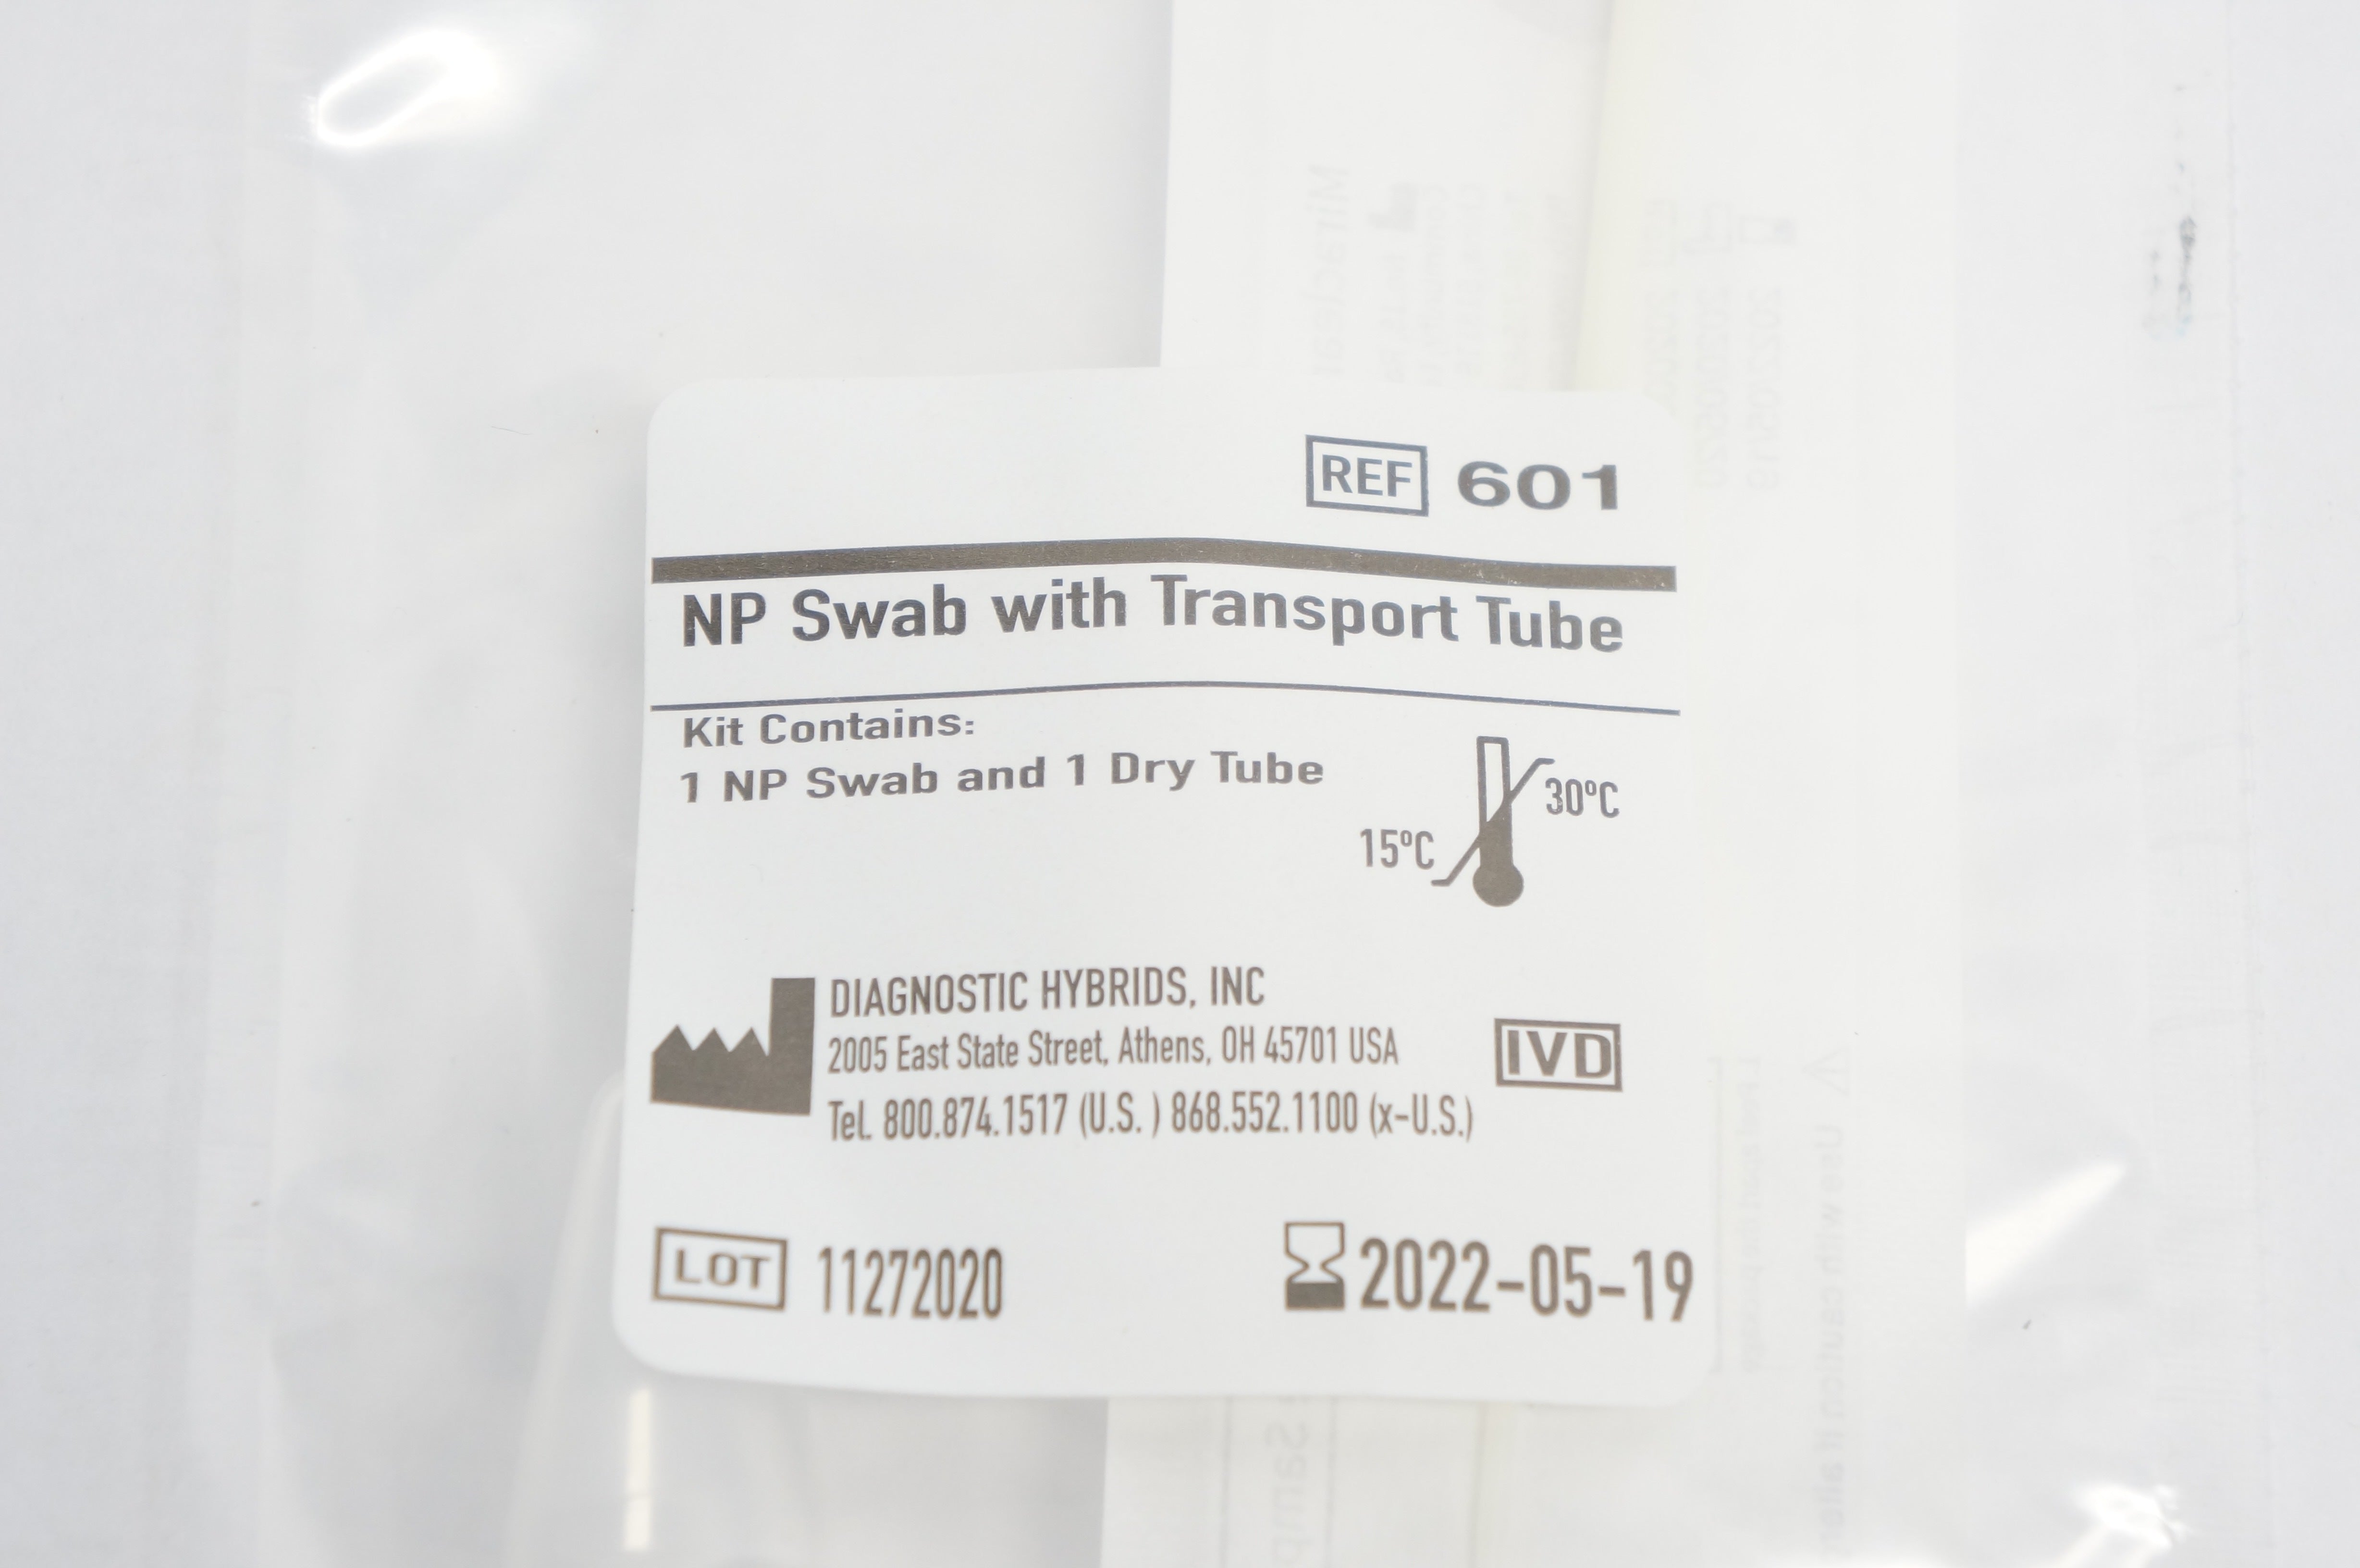 REF 601
NP Swab with Transport Tube
Kit Contains:
1 NP Swab and 1 Dry Tube
30ºC
15ºC
DIAGNOSTIC HYBRIDS, INC
2005 East State Street, Athens, OH 45701 USA
IVD
Tel. 800.874.1517 (U.S. ) 868.552.1100 (x-U.S.)
LOT 11272020
2022-05-19